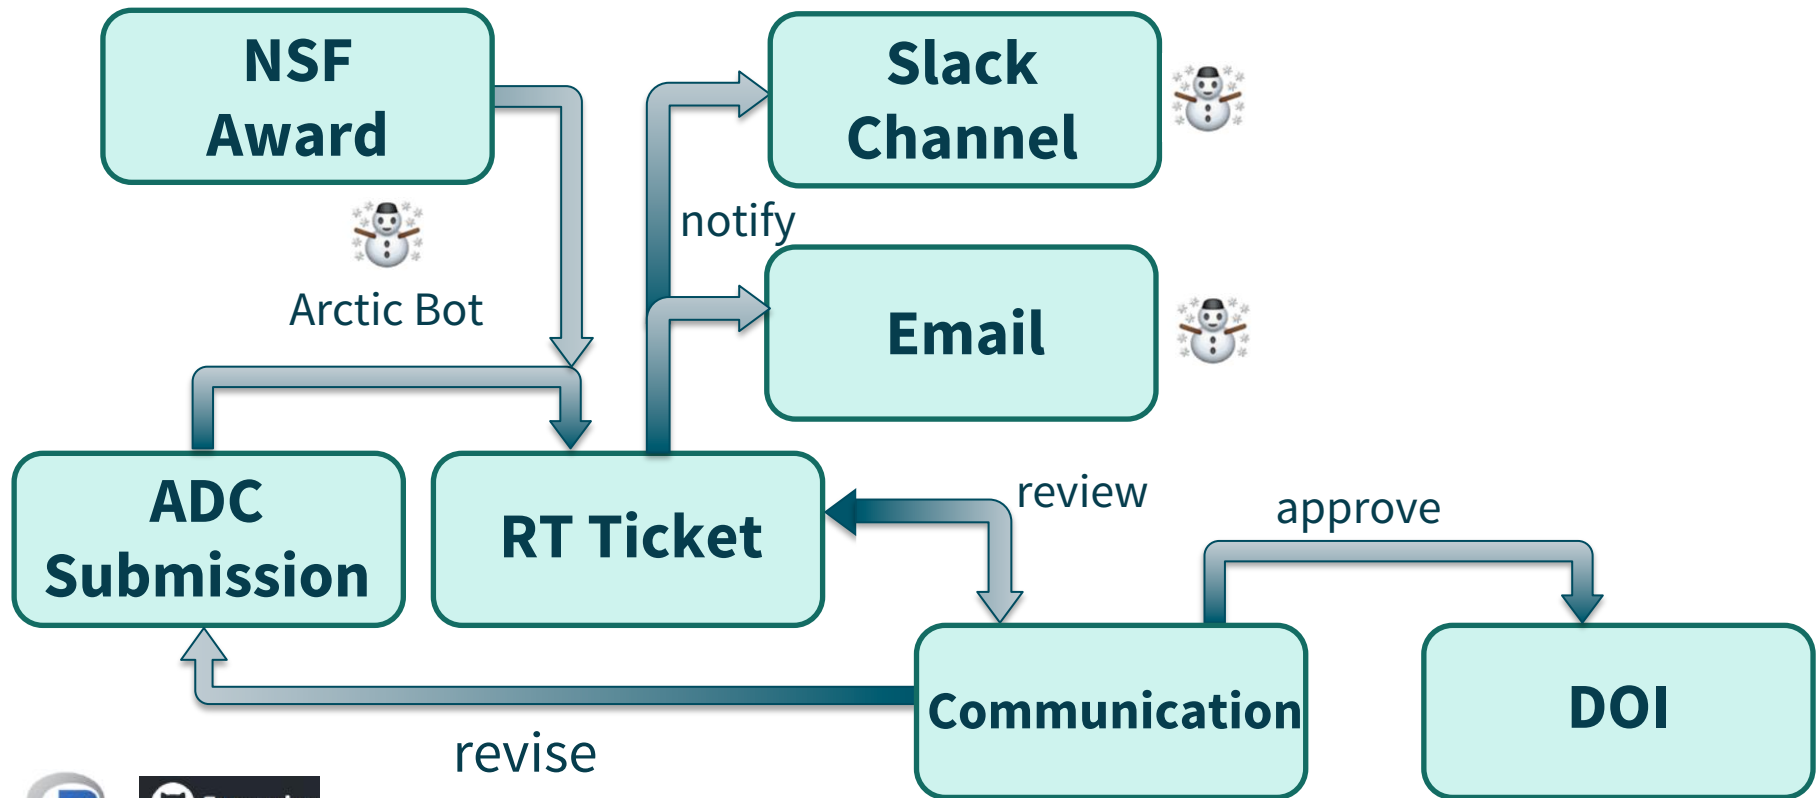 NSF
Award
Slack
Channel
notify
Arctic Bot
Email
ADC
Submission
RT Ticket
review
approve
Communication
DOI
revise